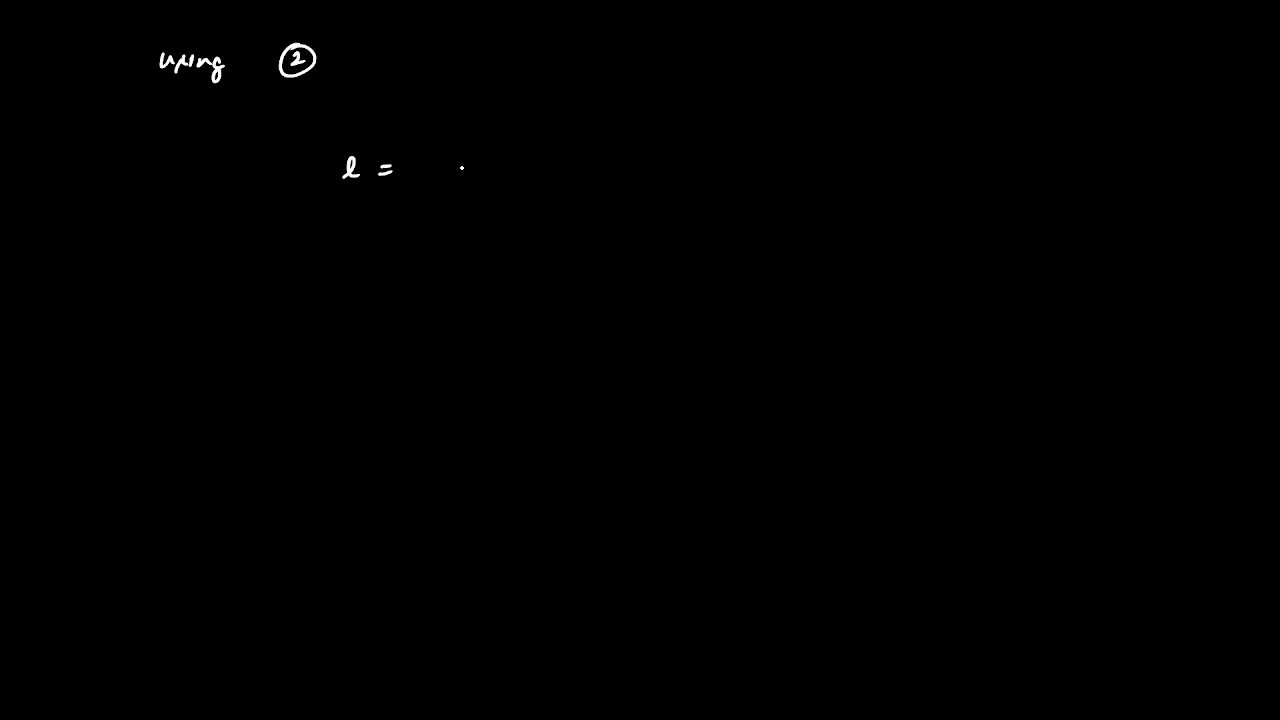 using ②
l =